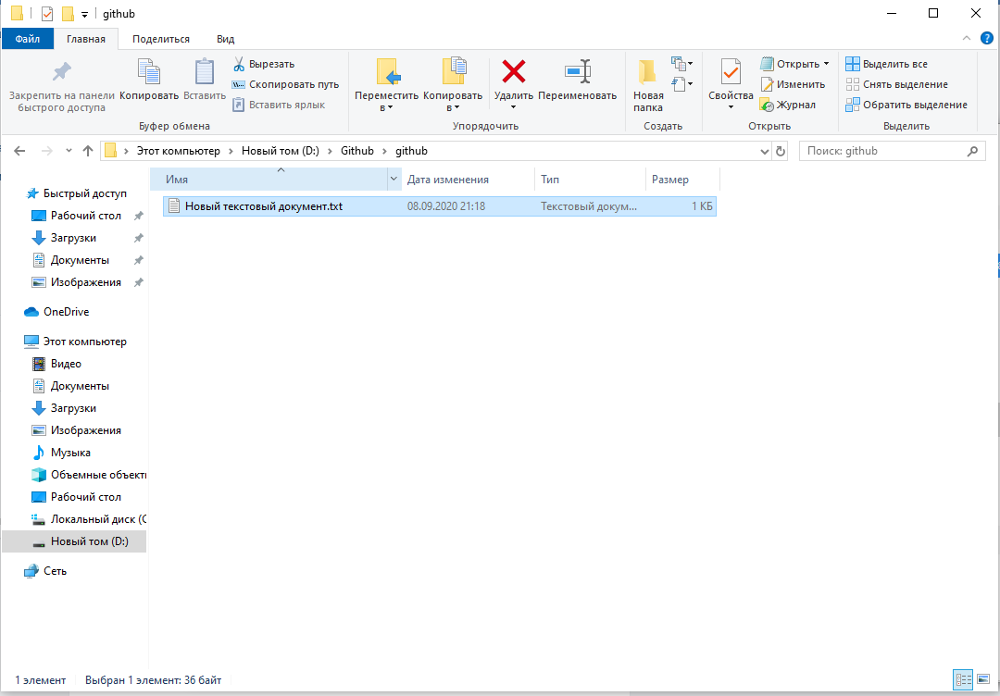 github
Файл Главная Поделиться Вид
Закрепить на панели быстрого доступа
Копировать
Вставить
Вырезать
Скопировать путь
Вставить ярлык
Буфер обмена
Переместить в
Копировать в
Удалить
Переименовать
Упорядочить
Новая папка
Создать
Свойства
Открыть
Изменить
Журнал
Открыть
Выделить все
Снять выделение
Обратить выделение
Выделить
Этот компьютер > Новый том (D:) > Github > github
Поиск: github
Имя Дата изменения Тип Размер
Новый текстовый документ.txt 08.09.2020 21:18 Текстовый докум... 1 КБ
Быстрый доступ
Рабочий стол
Загрузки
Документы
Изображения
OneDrive
Этот компьютер
Видео
Документы
Загрузки
Изображения
Музыка
Объемные объекты
Рабочий стол
Локальный диск (C
Новый том (D:)
Сеть
1 элемент Выбран 1 элемент: 36 байт